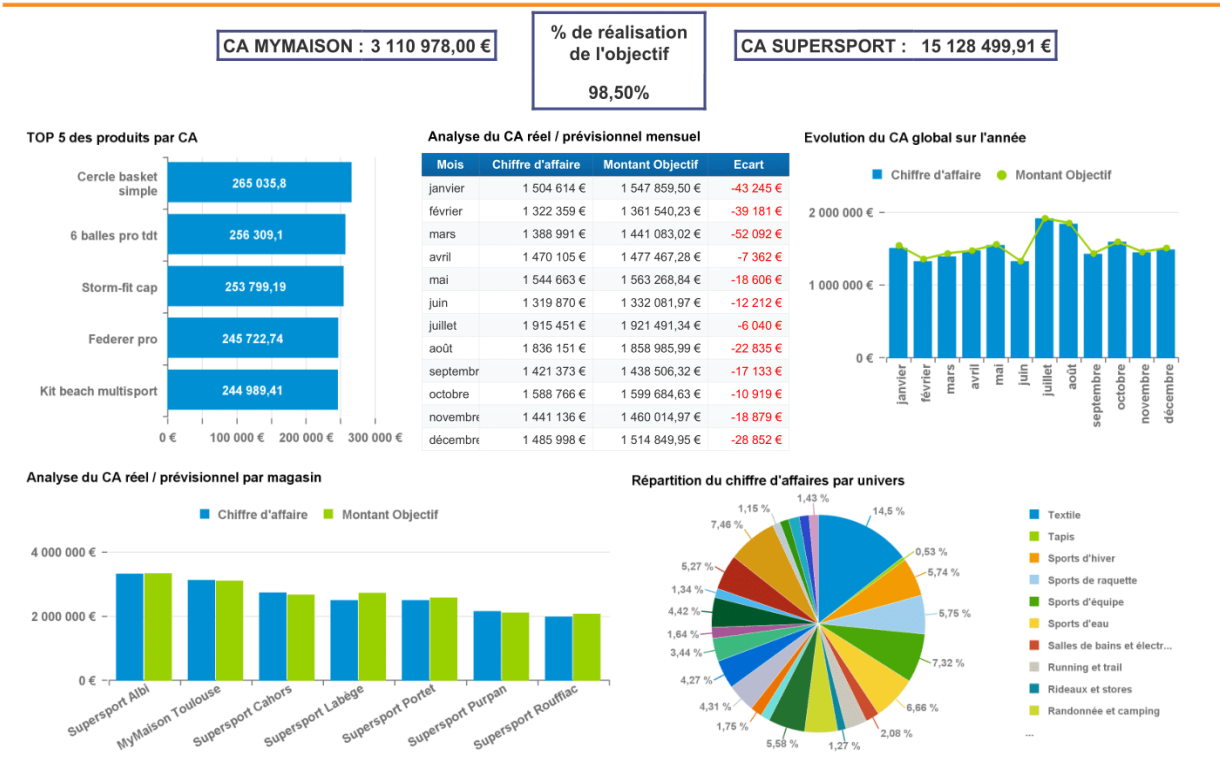 CA MYMAISON : 3 110 978,00 €
% de réalisation
de l'objectif
98,50%
CA SUPERSPORT : 15 128 499,91 €
TOP 5 des produits par CA
Cercle basket
simple
265 035,8
6 balles pro tdt
256 309,1
Storm-fit cap
253 799,19
Federer pro
245 722,74
Kit beach multisport
244 989,41
0 € 100 000 € 200 000 € 300 000 €
Analyse du CA réel / prévisionnel mensuel
Mois Chiffre d'affaire Montant Objectif Ecart
janvier 1 504 614 € 1 547 859,50 € -43 245 €
février 1 322 359 € 1 361 540,23 € -39 181 €
mars 1 388 991 € 1 441 083,02 € -52 092 €
avril 1 470 105 € 1 477 467,28 € -7 362 €
mai 1 544 663 € 1 563 268,84 € -18 606 €
juin 1 319 870 € 1 332 081,97 € -12 212 €
juillet 1 915 451 € 1 921 491,34 € -6 040 €
août 1 836 151 € 1 858 985,99 € -22 835 €
septembr 1 421 373 € 1 438 506,32 € -17 133 €
octobre 1 588 766 € 1 599 684,63 € -10 919 €
novembre 1 441 136 € 1 460 014,97 € -18 879 €
décembre 1 485 998 € 1 514 849,95 € -28 852 €
Evolution du CA global sur l'année
Chiffre d'affaire Montant Objectif
2 000 000 €
1 000 000 €
0 €
janvier
février
mars
avril
mai
juin
juillet
août
septembre
octobre
novembre
décembre
Analyse du CA réel / prévisionnel par magasin
Chiffre d'affaire Montant Objectif
4 000 000 €
2 000 000 €
0 €
Supersport Albi
MyMaison Toulouse
Supersport Cahors
Supersport Labège
Supersport Portet
Supersport Purpan
Supersport Rouffiac
Répartition du chiffre d'affaires par univers
14,5 %
0,53 %
5,74 %
5,75 %
7,32 %
6,66 %
2,08 %
1,27 %
5,58 %
1,75 %
4,31 %
4,27 %
3,44 %
1,64 %
4,42 %
1,34 %
5,27 %
7,46 %
1,15 %
1,43 %
Textile
Tapis
Sports d'hiver
Sports de raquette
Sports d'équipe
Sports d'eau
Salles de bains et électr...
Running et trail
Rideaux et stores
Randonnée et camping
...